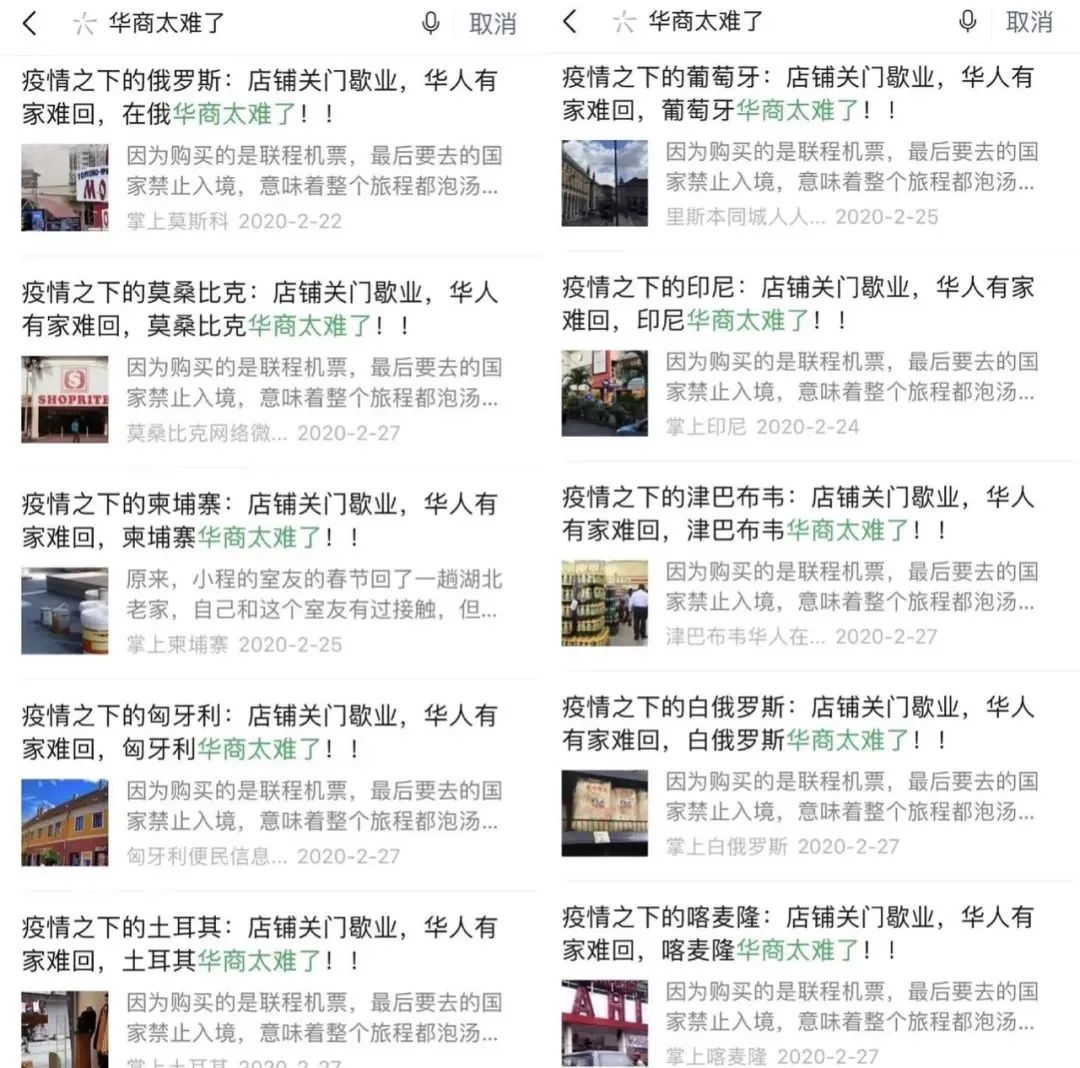 华商太难了
取消
疫情之下的俄罗斯：店铺关门歇业，华人有
家难回，在俄华商太难了！！
因为购买的是联程机票，最后要去的国
家禁止入境，意味着整个旅程都泡汤...
掌上莫斯科 2020-2-22
疫情之下的莫桑比克：店铺关门歇业，华人
有家难回，莫桑比克华商太难了！！
SHOPRITE
因为购买的是联程机票，最后要去的国
家禁止入境，意味着整个旅程都泡汤...
莫桑比克网络微... 2020-2-27
疫情之下的柬埔寨：店铺关门歇业，华人有
家难回，柬埔寨华商太难了！！
原来，小程的室友的春节回了一趟湖北
老家，自己和这个室友有过接触，但...
掌上柬埔寨 2020-2-25
疫情之下的匈牙利：店铺关门歇业，华人有
家难回，匈牙利华商太难了！！
因为购买的是联程机票，最后要去的国
家禁止入境，意味着整个旅程都泡汤...
匈牙利便民信息... 2020-2-27
疫情之下的土耳其：店铺关门歇业，华人有
家难回，土耳其华商太难了！！
因为购买的是联程机票，最后要去的国
家禁止入境，意味着整个旅程都泡汤...
掌上土耳其 2020-2-27
华商太难了
取消
疫情之下的葡萄牙：店铺关门歇业，华人有
家难回，葡萄牙华商太难了！！
因为购买的是联程机票，最后要去的国
家禁止入境，意味着整个旅程都泡汤...
里斯本同城人人... 2020-2-25
疫情之下的印尼：店铺关门歇业，华人有家
难回，印尼华商太难了！！
因为购买的是联程机票，最后要去的国
家禁止入境，意味着整个旅程都泡汤...
掌上印尼 2020-2-24
疫情之下的津巴布韦：店铺关门歇业，华人
有家难回，津巴布韦华商太难了！！
因为购买的是联程机票，最后要去的国
家禁止入境，意味着整个旅程都泡汤...
津巴布韦华人在... 2020-2-27
疫情之下的白俄罗斯：店铺关门歇业，华人
有家难回，白俄罗斯华商太难了！！
因为购买的是联程机票，最后要去的国
家禁止入境，意味着整个旅程都泡汤...
掌上白俄罗斯 2020-2-27
疫情之下的喀麦隆：店铺关门歇业，华人有
家难回，喀麦隆华商太难了！！
因为购买的是联程机票，最后要去的国
家禁止入境，意味着整个旅程都泡汤...
掌上喀麦隆 2020-2-27